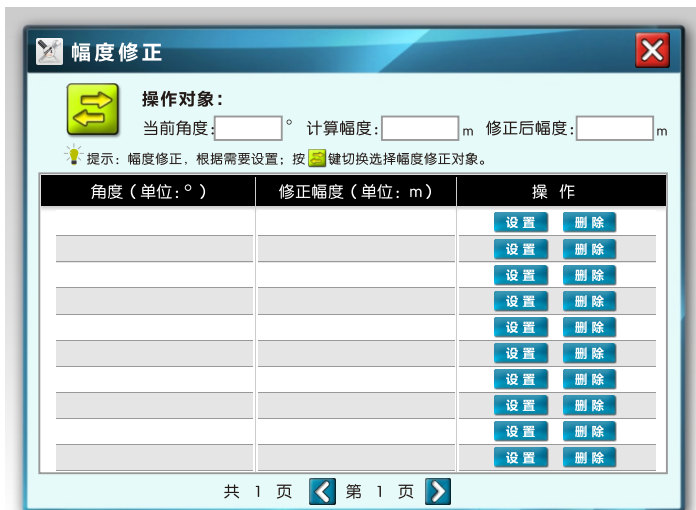 幅度修正
操作对象：
当前角度： ° 计算幅度： m 修正后幅度： m
提示：幅度修正，根据需要设置；按 键切换选择幅度修正对象。
角度（单位：°） 修正幅度（单位：m） 操 作
设置 删除
设置 删除
设置 删除
设置 删除
设置 删除
设置 删除
设置 删除
设置 删除
设置 删除
设置 删除
共 1 页 第 1 页